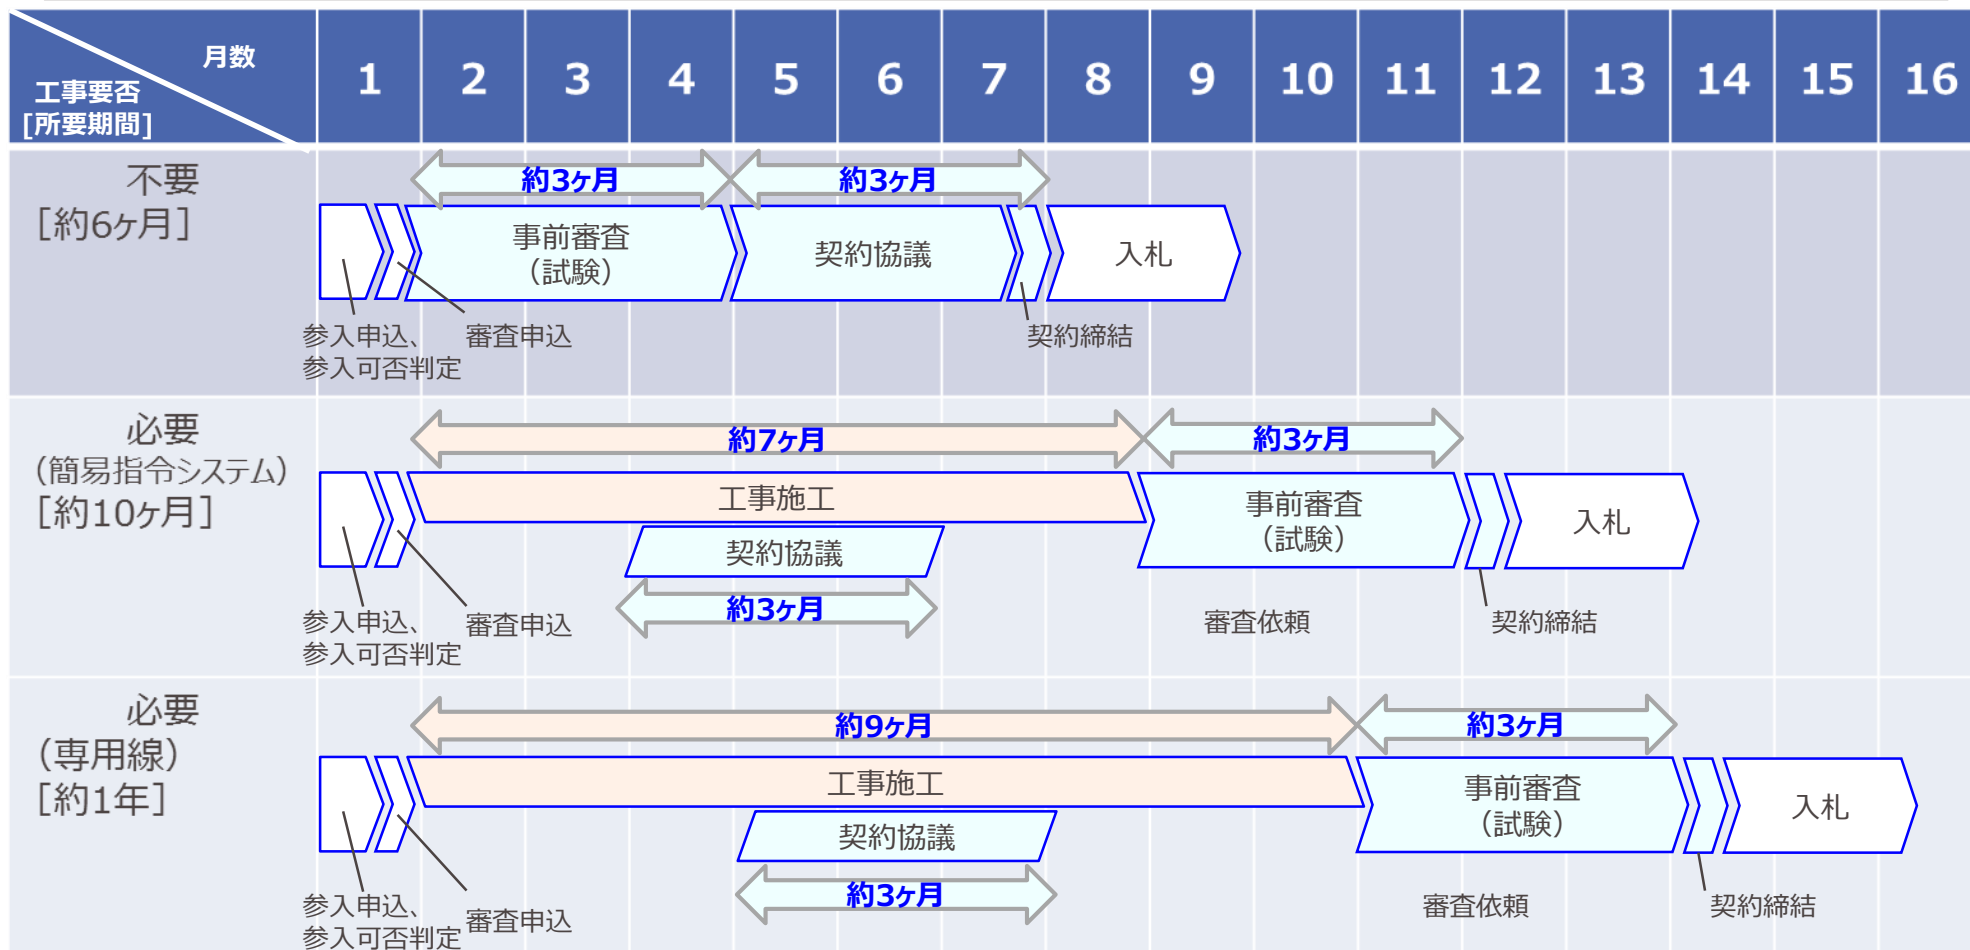 月数
工事要否
[所要期間]
1 2 3 4 5 6 7 8 9 10 11 12 13 14 15 16
不要
[約6ヶ月]
約3ヶ月 約3ヶ月
事前審査
（試験）
契約協議
入札
参入申込、
参入可否判定
審査申込
契約締結
必要
（簡易指令システム）
[約10ヶ月]
約7ヶ月 約3ヶ月
工事施工
事前審査
（試験）
入札
契約協議
約3ヶ月
参入申込、
参入可否判定
審査申込
審査依頼
契約締結
必要
（専用線）
[約1年]
約9ヶ月 約3ヶ月
工事施工
事前審査
（試験）
入札
契約協議
約3ヶ月
参入申込、
参入可否判定
審査申込
審査依頼
契約締結